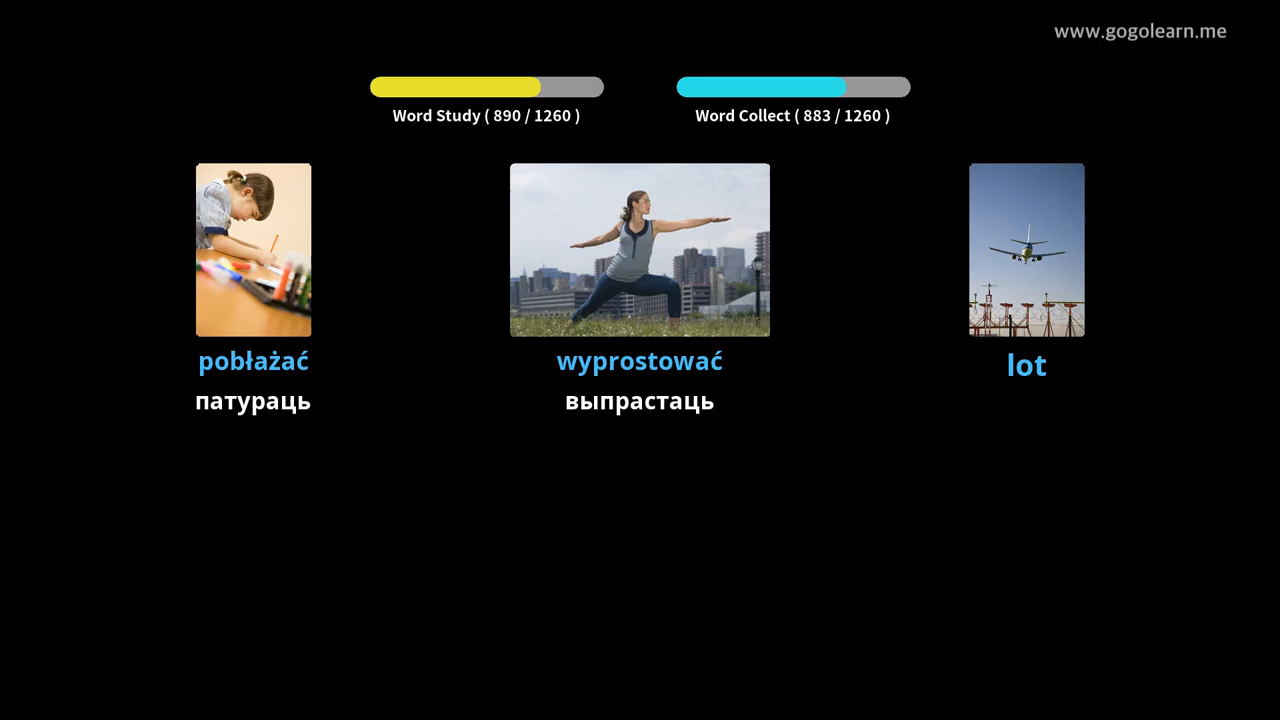 www.gogolearn.me
Word Study ( 890 / 1260 )
Word Collect ( 883 / 1260 )
pobłażać
патураць
wyprostować
выпрастаць
lot